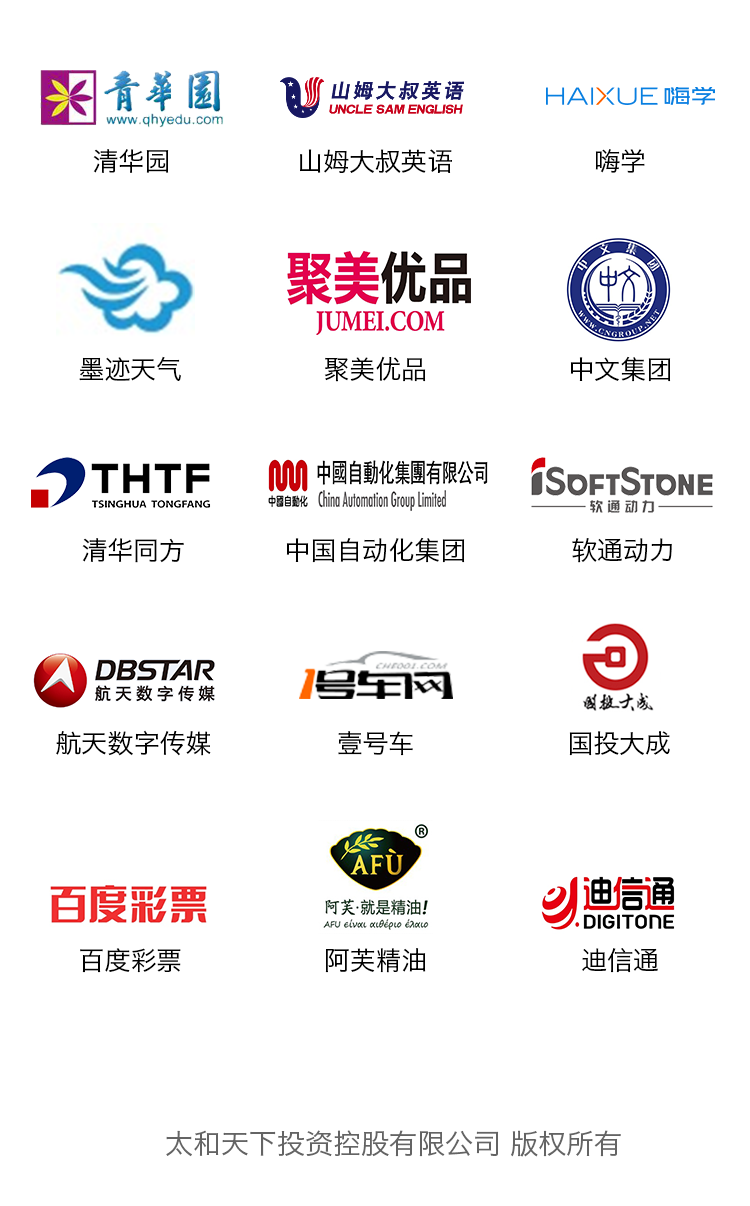 青華園
www.qhyedu.com
山姆大叔英语
UNCLE SAM ENGLISH
HAIXUE 嗨学
清华园
山姆大叔英语
嗨学
聚美优品
JUMEI.COM
中文集团
中文
WWW.CNGROUP.NET
墨迹天气
聚美优品
中文集团
THTF
TSINGHUA TONGFANG
中國自動化
中國自動化集團有限公司
China Automation Group Limited
iSOFTSTONE
软通动力
清华同方
中国自动化集团
软通动力
DBSTAR
航天数字传媒
CHE001.COM
1号车网
国投大成
航天数字传媒
壹号车
国投大成
百度彩票
AFÙ
®
阿芙·就是精油!
AFU είναι αιθέριο έλαιο
迪信通
DIGITONE
百度彩票
阿芙精油
迪信通
太和天下投资控股有限公司 版权所有